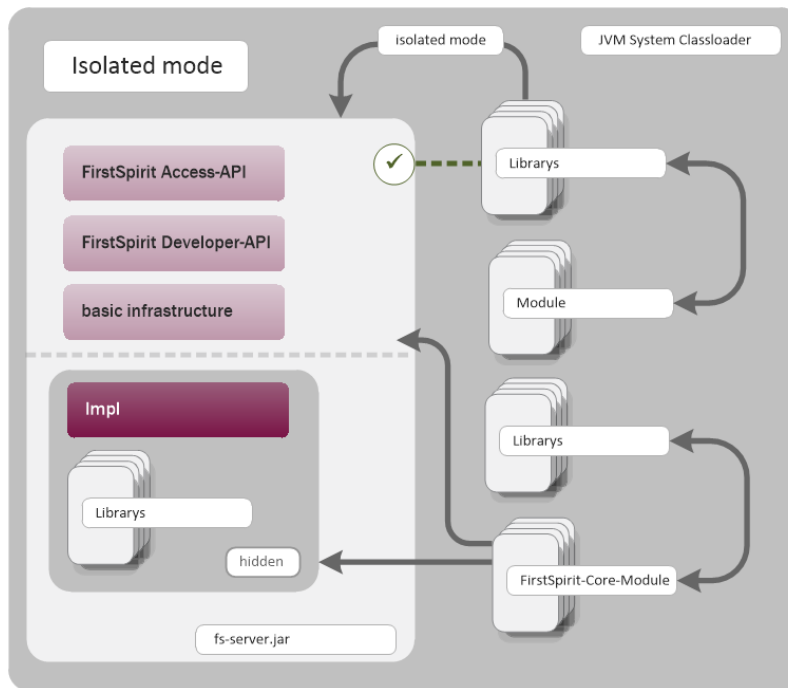 isolated mode
JVM System Classloader
Isolated mode
FirstSpirit Access-API
✓
Librarys
FirstSpirit Developer-API
basic infrastructure
Module
Impl
Librarys
Librarys
hidden
FirstSpirit-Core-Module
fs-server.jar